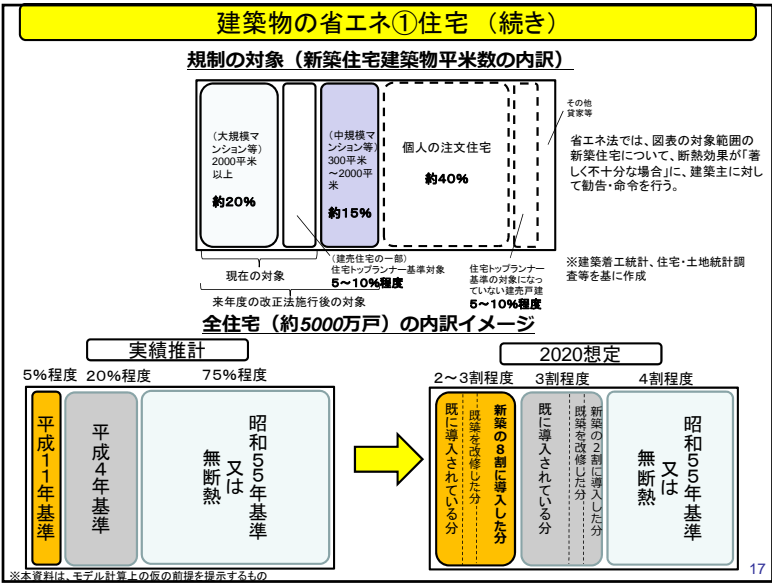 建築物の省エネ①住宅 （続き）
規制の対象（新築住宅建築物平米数の内訳）
（大規模マ
ンション等）
2000平米
以上
約20%
（中規模マ
ンション等）
300平米
～2000平
米
約15%
個人の注文住宅
約40%
その他
貸家等
省エネ法では、図表の対象範囲の
新築住宅について、断熱効果が「著
しく不十分な場合」に、建築主に対し
て勧告・命令を行う。
（建売住宅の一部）
住宅トップランナー基準対象
5～10%程度
住宅トップランナー
基準の対象になっ
ていない建売戸建
5～10%程度
※建築着工統計、住宅・土地統計調
査等を基に作成
現在の対象
来年度の改正法施行後の対象
全住宅（約5000万戸）の内訳イメージ
実績推計
5%程度 20%程度 75%程度
平成11年基準
平成4年基準
昭和55年基準
又は
無断熱
2020想定
2～3割程度 3割程度 4割程度
新築の8割に導入した分
既築を改修した分
既に導入されている分
新築の2割に導入した分
既築を改修した分
既に導入されている分
昭和55年基準
又は
無断熱
※本資料は、モデル計算上の仮の前提を提示するもの
17